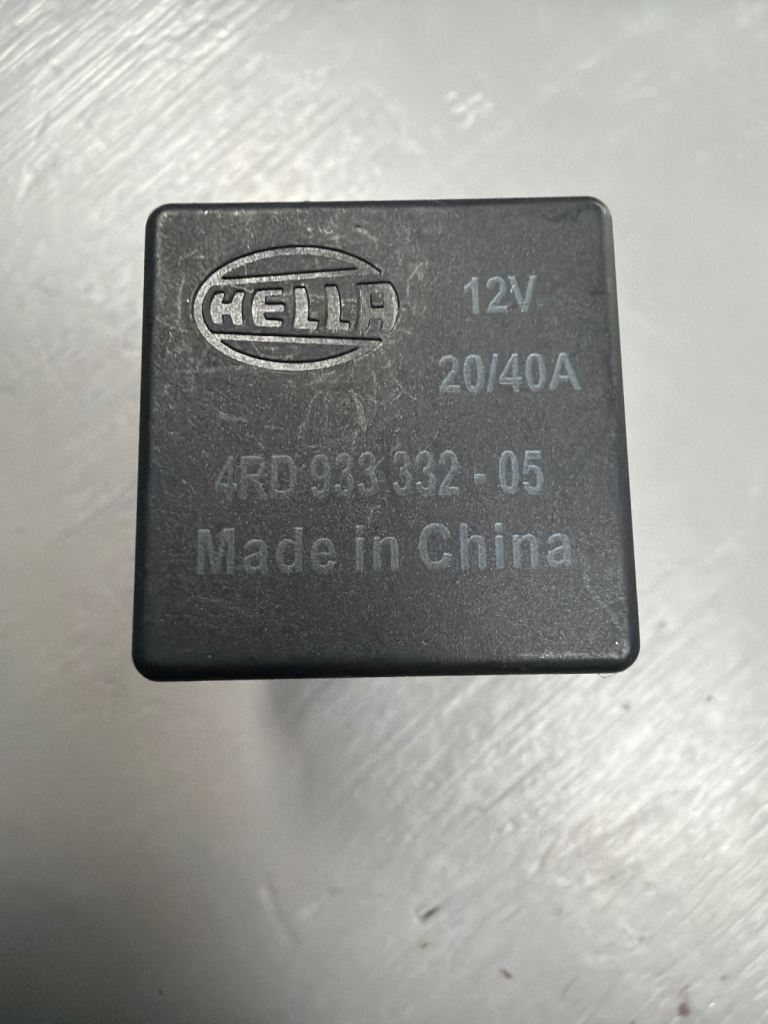 HELLA
12V
20/40A
4RD 933 332 - 05
Made in China